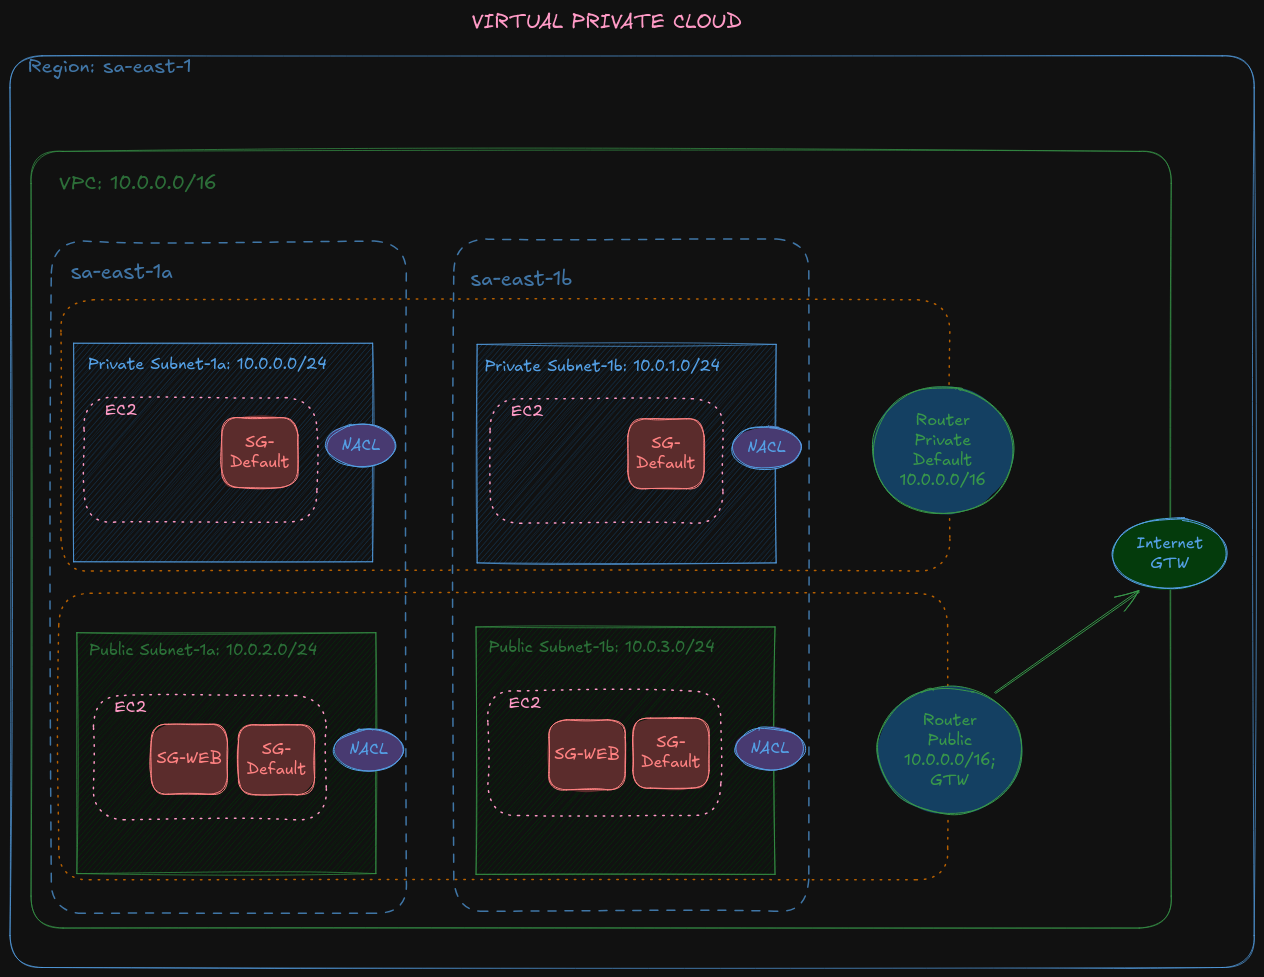 VIRTUAL PRIVATE CLOUD
Region: sa-east-1
VPC: 10.0.0.0/16
sa-east-1a
sa-east-1b
Private Subnet-1a: 10.0.0.0/24
EC2
SG-
Default
NACL
Private Subnet-1b: 10.0.1.0/24
EC2
SG-
Default
NACL
Router
Private
Default
10.0.0.0/16
Internet
GTW
Public Subnet-1a: 10.0.2.0/24
EC2
SG-WEB
SG-
Default
NACL
Public Subnet-1b: 10.0.3.0/24
EC2
SG-WEB
SG-
Default
NACL
Router
Public
10.0.0.0/16;
GTW